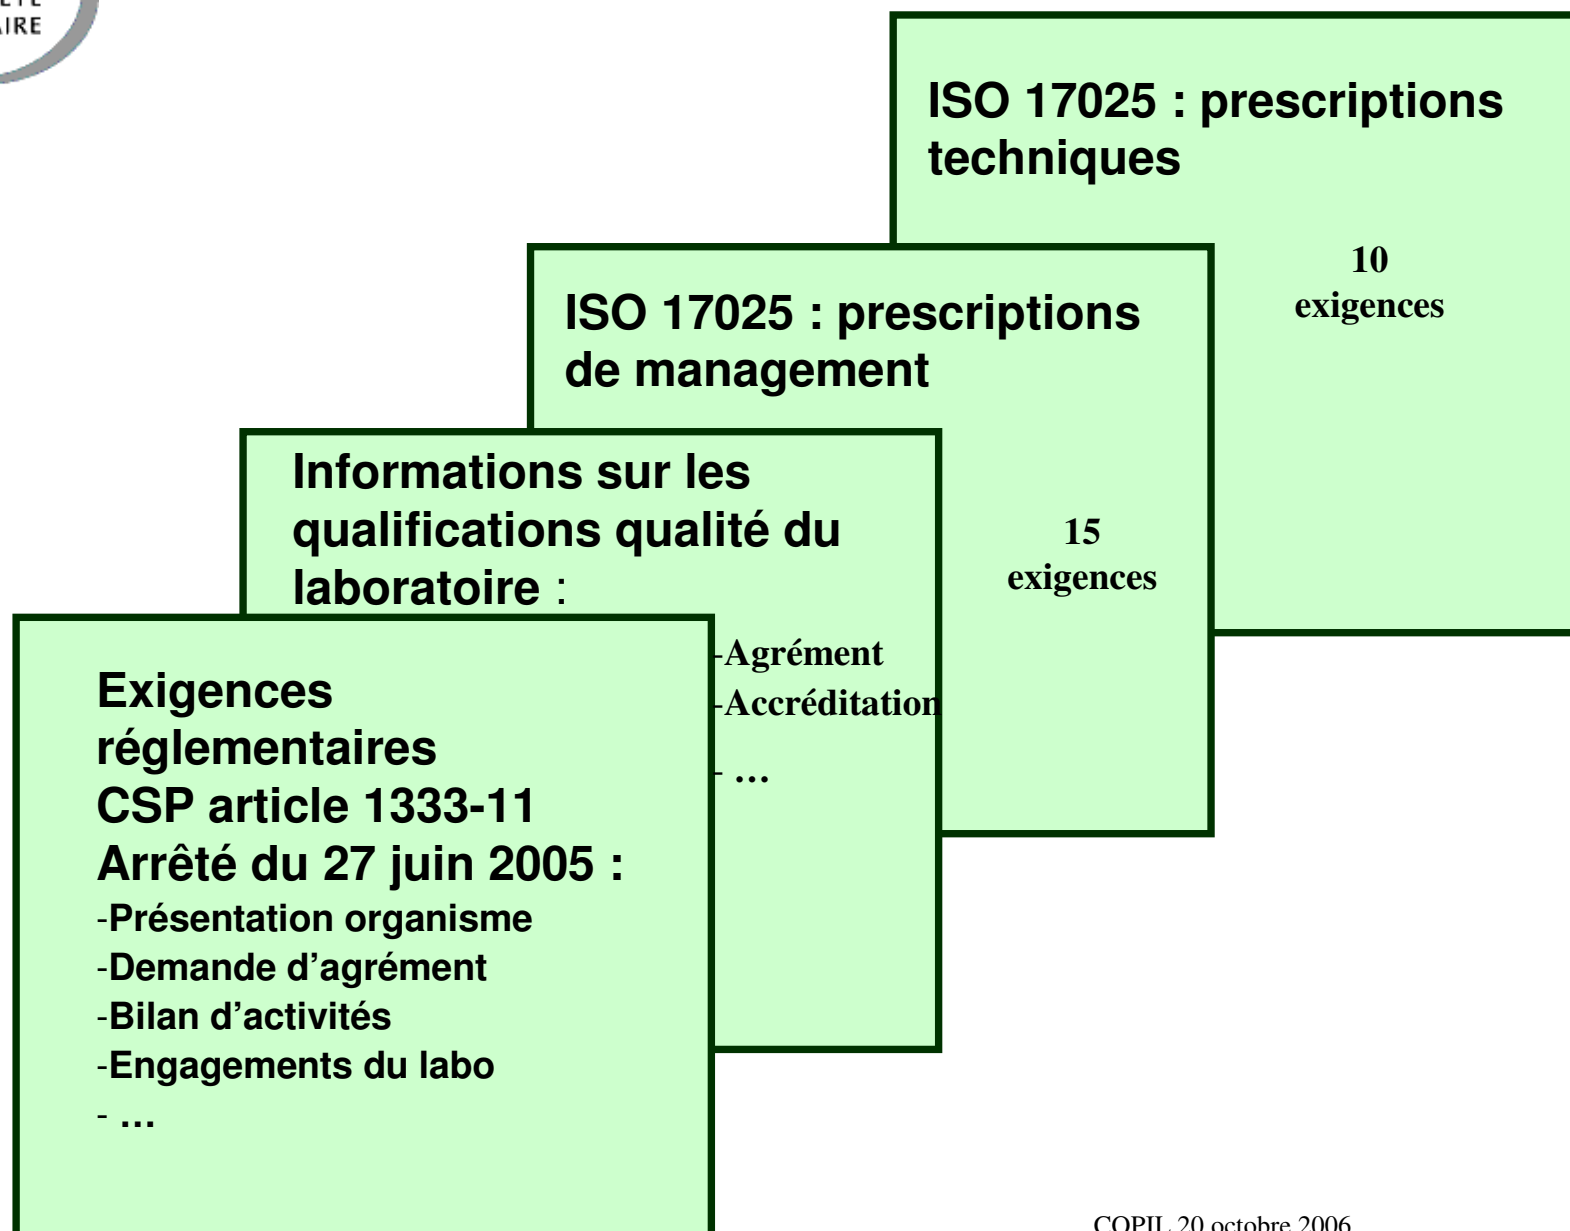 AIRE
ISO 17025 : prescriptions
techniques
10
exigences
ISO 17025 : prescriptions
de management
15
exigences
Informations sur les
qualifications qualité du
laboratoire :
-Agrément
-Accréditation
- ...
Exigences
réglementaires
CSP article 1333-11
Arrêté du 27 juin 2005 :
-Présentation organisme
-Demande d'agrément
-Bilan d'activités
-Engagements du labo
- ...
COPIL 20 octobre 2006